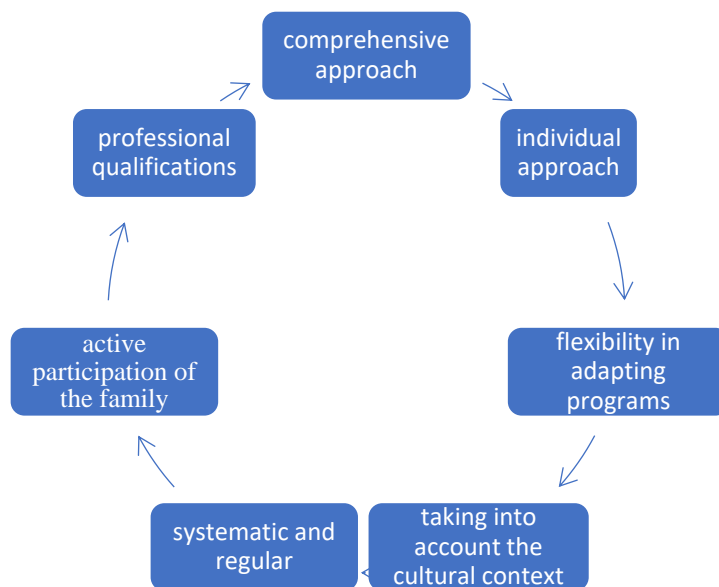 comprehensive
approach
individual
approach
flexibility in
adapting
programs
taking into
account the
cultural context
systematic and
regular
active
participation of
the family
professional
qualifications